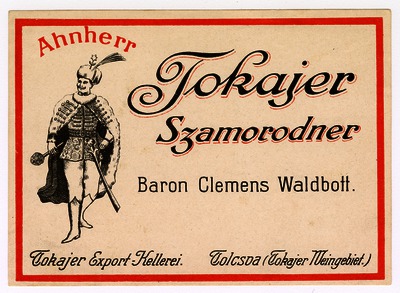 Ahnherr
Tokajer
Szamorodner
Baron Clemens Waldbott.
Tokajer Export Kellerei. Tolcsva (Tokajer Weingebiet.)